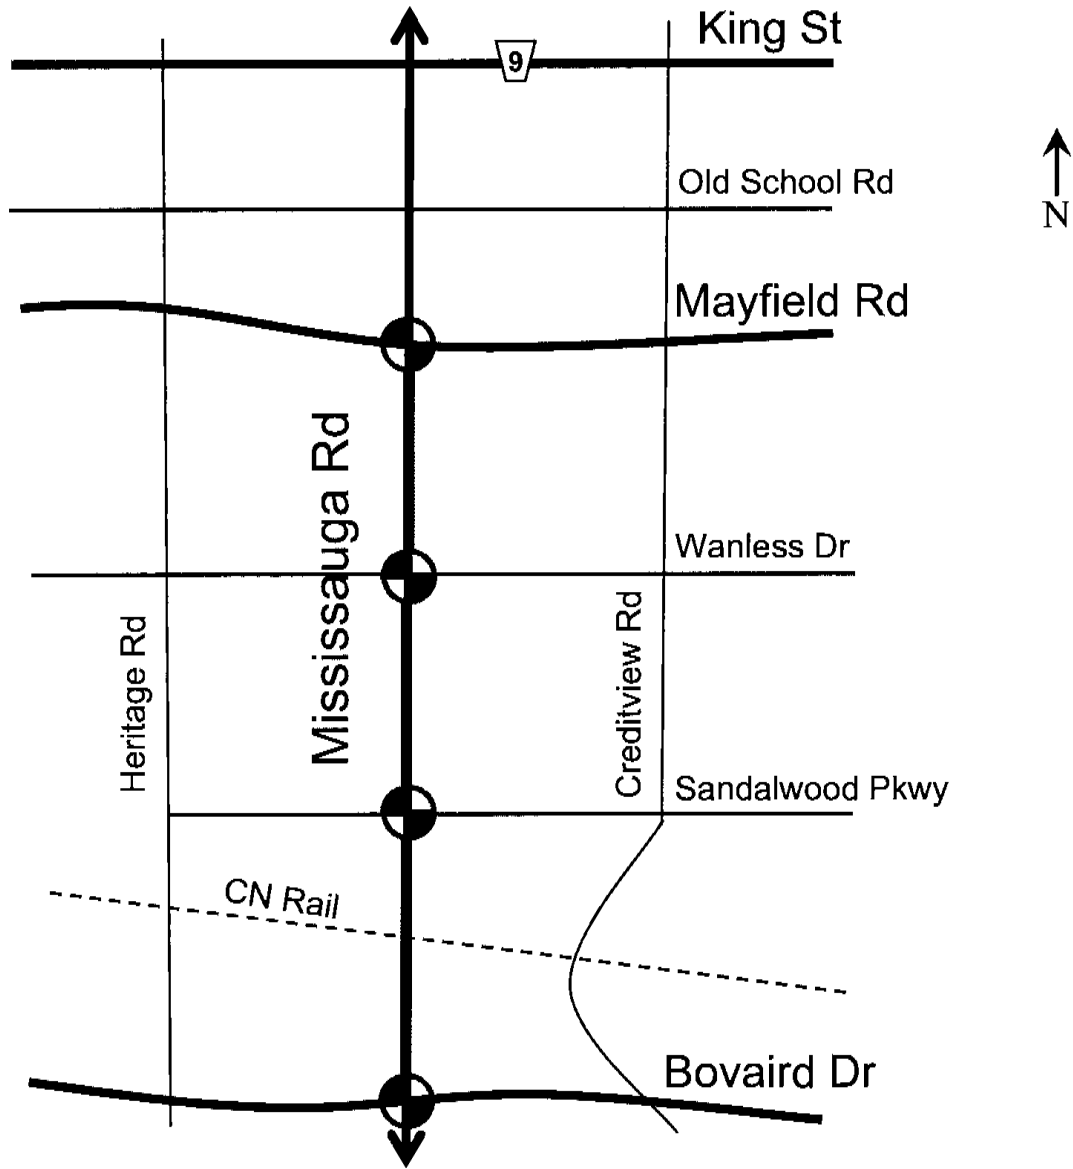 King St
9
Old School Rd
N
Mayfield Rd
Mississauga Rd
Wanless Dr
Heritage Rd
Creditview Rd
Sandalwood Pkwy
CN Rail
Bovaird Dr